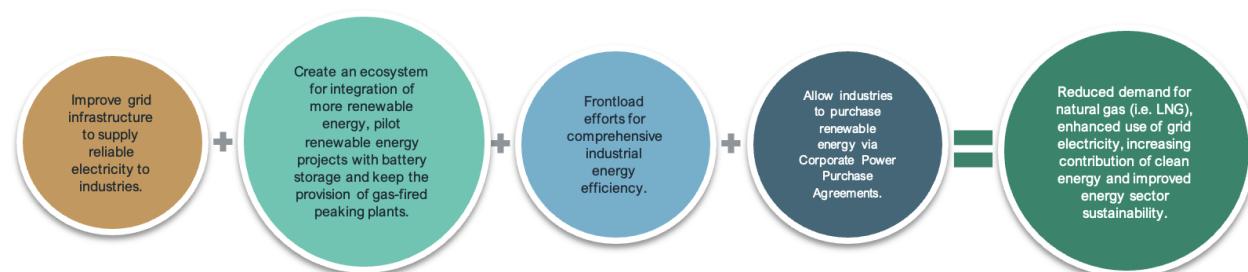 Improve grid
infrastructure
to supply
reliable
electricity to
industries.
Create an ecosystem
for integration of
more renewable
energy, pilot
renewable energy
projects with battery
storage and keep the
provision of gas-fired
peaking plants.
Frontload
efforts for
comprehensive
industrial
energy
efficiency.
Allow industries
to purchase
renewable
energy via
Corporate Power
Purchase
Agreements.
Reduced demand for
natural gas (i.e. LNG),
enhanced use of grid
electricity, increasing
contribution of clean
energy and improved
energy sector
sustainability.